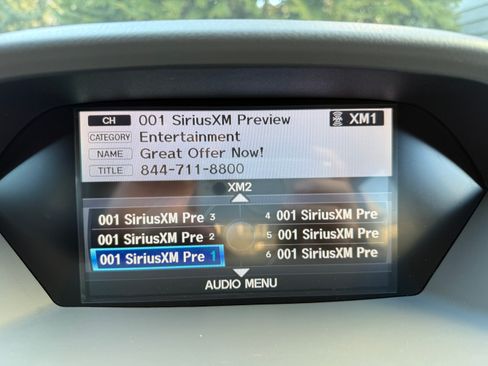 CH 001 SiriusXM Preview XM1
CATEGORY Entertainment
NAME Great Offer Now!
TITLE 844-711-8800
XM2
001 SiriusXM Pre 3 4 001 SiriusXM Pre
001 SiriusXM Pre 2 5 001 SiriusXM Pre
001 SiriusXM Pre 1 6 001 SiriusXM Pre
AUDIO MENU